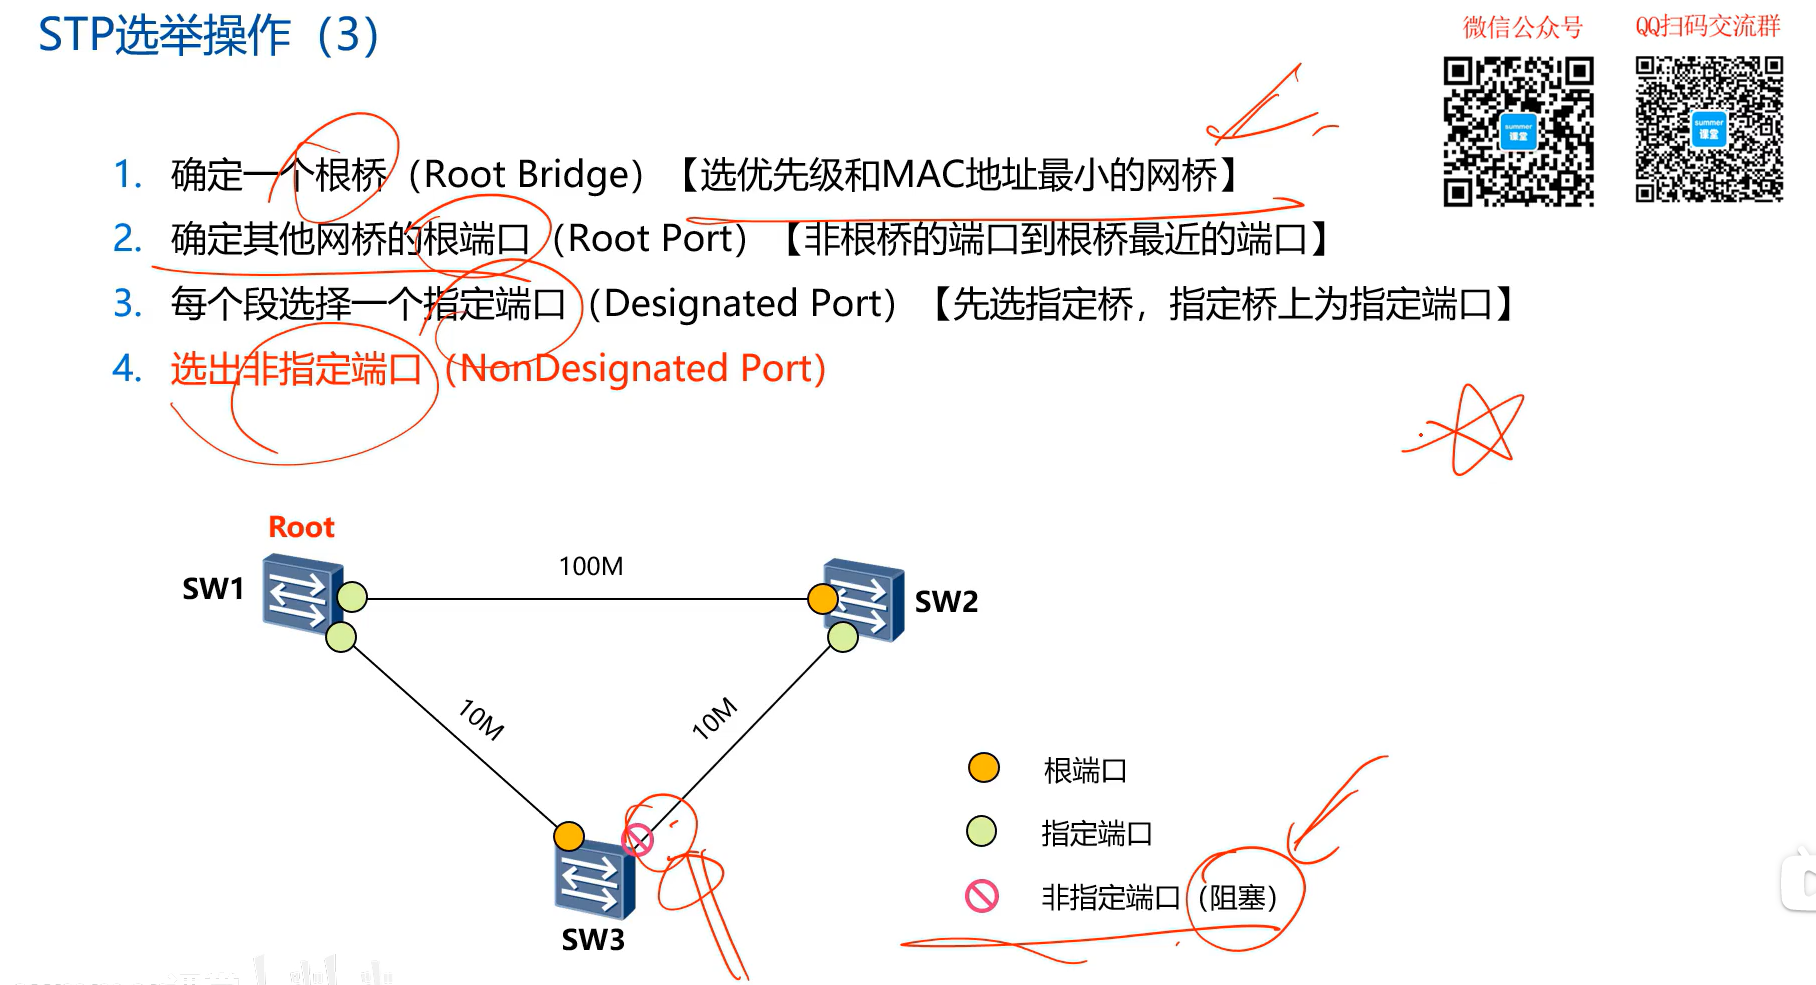 STP选举操作（3）
微信公众号
QQ扫码交流群
summer
课堂
summer
课堂
1. 确定一个根桥（Root Bridge）【选优先级和MAC地址最小的网桥】
2. 确定其他网桥的根端口（Root Port）【非根桥的端口到根桥最近的端口】
3. 每个段选择一个指定端口（Designated Port）【先选指定桥，指定桥上为指定端口】
4. 选出非指定端口（NonDesignated Port）
Root
SW1
100M
SW2
10M
10M
SW3
根端口
指定端口
非指定端口（阻塞）